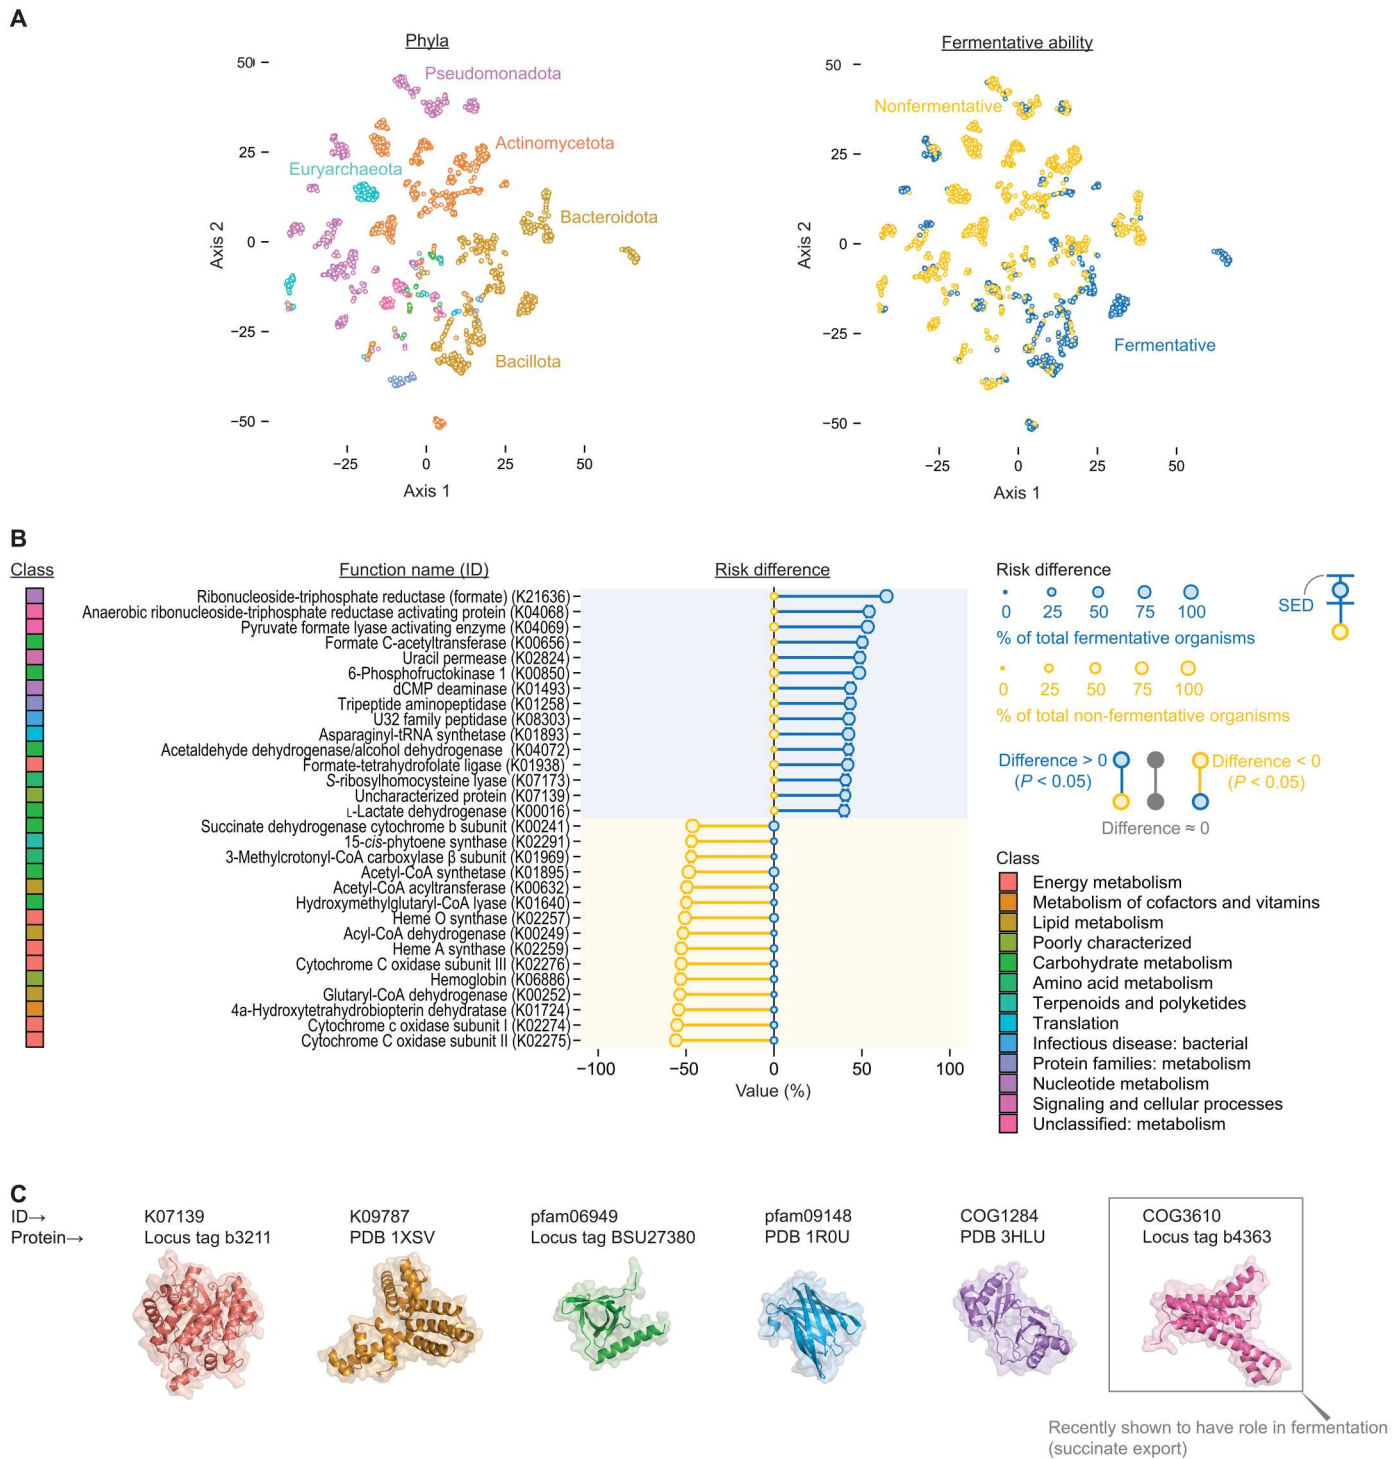 A
Phyla
50
25
0
−25
−50
Axis 2
Pseudomonadota
Actinomycetota
Euryarchaeota
Bacteroidota
Bacillota
−25 0 25 50
Axis 1
Fermentative ability
50
25
0
−25
−50
Axis 2
Nonfermentative
Fermentative
−25 0 25 50
Axis 1
B
Class
Function name (ID)
Risk difference
Ribonucleoside-triphosphate reductase (formate) (K21636)
Anaerobic ribonucleoside-triphosphate reductase activating protein (K04068)
Pyruvate formate lyase activating enzyme (K04069)
Formate C-acetyltransferase (K00656)
Uracil permease (K02824)
6-Phosphofructokinase 1 (K00850)
dCMP deaminase (K01493)
Tripeptide aminopeptidase (K01258)
U32 family peptidase (K08303)
Asparaginyl-tRNA synthetase (K01893)
Acetaldehyde dehydrogenase/alcohol dehydrogenase (K04072)
Formate-tetrahydrofolate ligase (K01938)
S-ribosylhomocysteine lyase (K07173)
Uncharacterized protein (K07139)
L-Lactate dehydrogenase (K00016)
Succinate dehydrogenase cytochrome b subunit (K00241)
15-cis-phytoene synthase (K02291)
3-Methylcrotonyl-CoA carboxylase β subunit (K01969)
Acetyl-CoA synthetase (K01895)
Acetyl-CoA acyltransferase (K00632)
Hydroxymethylglutaryl-CoA lyase (K01640)
Heme O synthase (K02257)
Acyl-CoA dehydrogenase (K00249)
Heme A synthase (K02259)
Cytochrome C oxidase subunit III (K02276)
Hemoglobin (K06886)
Glutaryl-CoA dehydrogenase (K00252)
4a-Hydroxytetrahydrobiopterin dehydratase (K01724)
Cytochrome c oxidase subunit I (K02274)
Cytochrome C oxidase subunit II (K02275)
−100 −50 0 50 100
Value (%)
Risk difference
0 25 50 75 100
% of total fermentative organisms
0 25 50 75 100
% of total non-fermentative organisms
SED
Difference > 0
(P < 0.05)
Difference < 0
(P < 0.05)
Difference ≈ 0
Class
Energy metabolism
Metabolism of cofactors and vitamins
Lipid metabolism
Poorly characterized
Carbohydrate metabolism
Amino acid metabolism
Terpenoids and polyketides
Translation
Infectious disease: bacterial
Protein families: metabolism
Nucleotide metabolism
Signaling and cellular processes
Unclassified: metabolism
C
ID→ K07139 K09787 pfam06949 pfam09148 COG1284 COG3610
Protein→ Locus tag b3211 PDB 1XSV Locus tag BSU27380 PDB 1R0U PDB 3HLU Locus tag b4363
Recently shown to have role in fermentation
(succinate export)